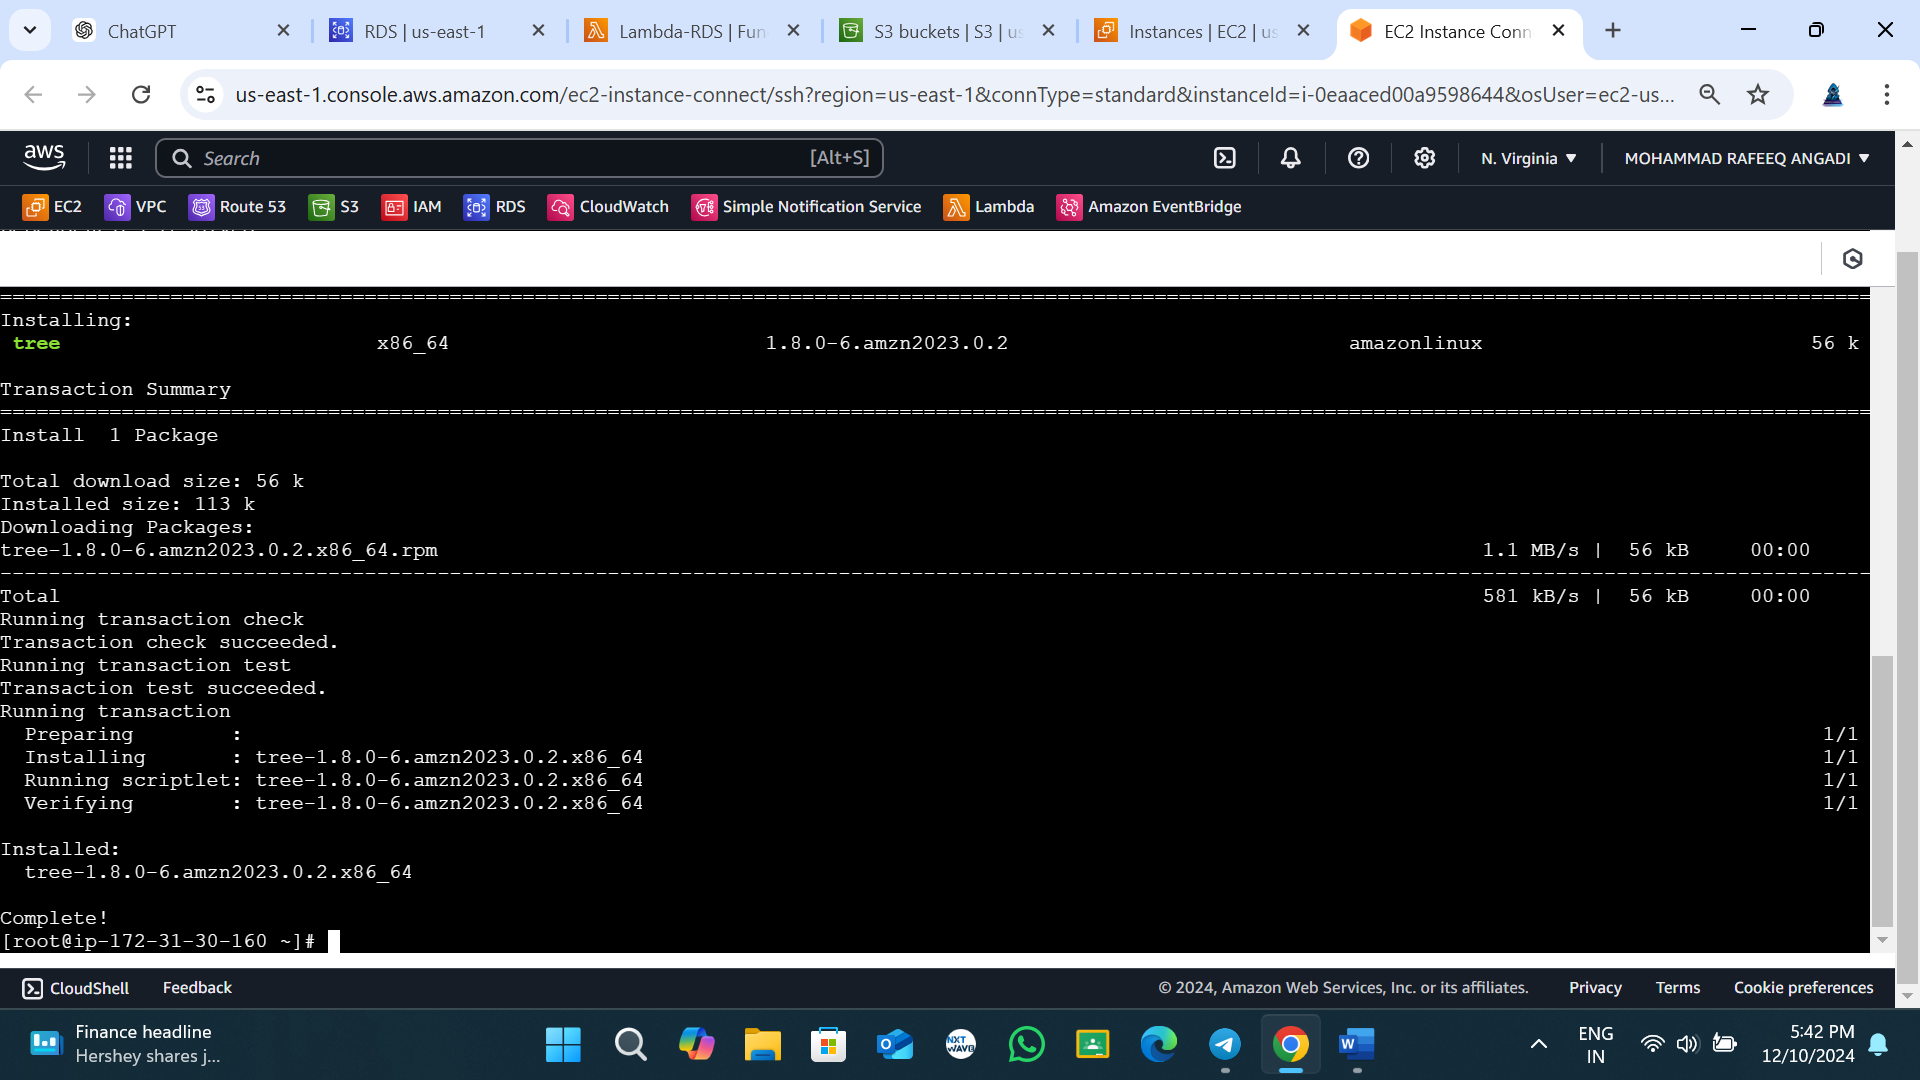 ChatGPT
RDS | us-east-1
Lambda-RDS | Fun
S3 buckets | S3 | us
Instances | EC2 | us
EC2 Instance Conn
us-east-1.console.aws.amazon.com/ec2-instance-connect/ssh?region=us-east-1&connType=standard&instanceId=i-0eaaced00a9598644&osUser=ec2-us...
aws
Search
[Alt+S]
N. Virginia ▼
MOHAMMAD RAFEEQ ANGADI ▼
EC2
VPC
Route 53
S3
IAM
RDS
CloudWatch
Simple Notification Service
Lambda
Amazon EventBridge
Installing:
tree x86_64 1.8.0-6.amzn2023.0.2 amazonlinux 56 k
Transaction Summary
Install 1 Package
Total download size: 56 k
Installed size: 113 k
Downloading Packages:
tree-1.8.0-6.amzn2023.0.2.x86_64.rpm 1.1 MB/s | 56 kB 00:00
Total 581 kB/s | 56 kB 00:00
Running transaction check
Transaction check succeeded.
Running transaction test
Transaction test succeeded.
Running transaction
Preparing : 1/1
Installing : tree-1.8.0-6.amzn2023.0.2.x86_64 1/1
Running scriptlet: tree-1.8.0-6.amzn2023.0.2.x86_64 1/1
Verifying : tree-1.8.0-6.amzn2023.0.2.x86_64 1/1
Installed:
tree-1.8.0-6.amzn2023.0.2.x86_64
Complete!
[root@ip-172-31-30-160 ~]#
CloudShell
Feedback
© 2024, Amazon Web Services, Inc. or its affiliates.
Privacy
Terms
Cookie preferences
Finance headline
Hershey shares j...
NXT
WAVE
ENG
IN
5:42 PM
12/10/2024